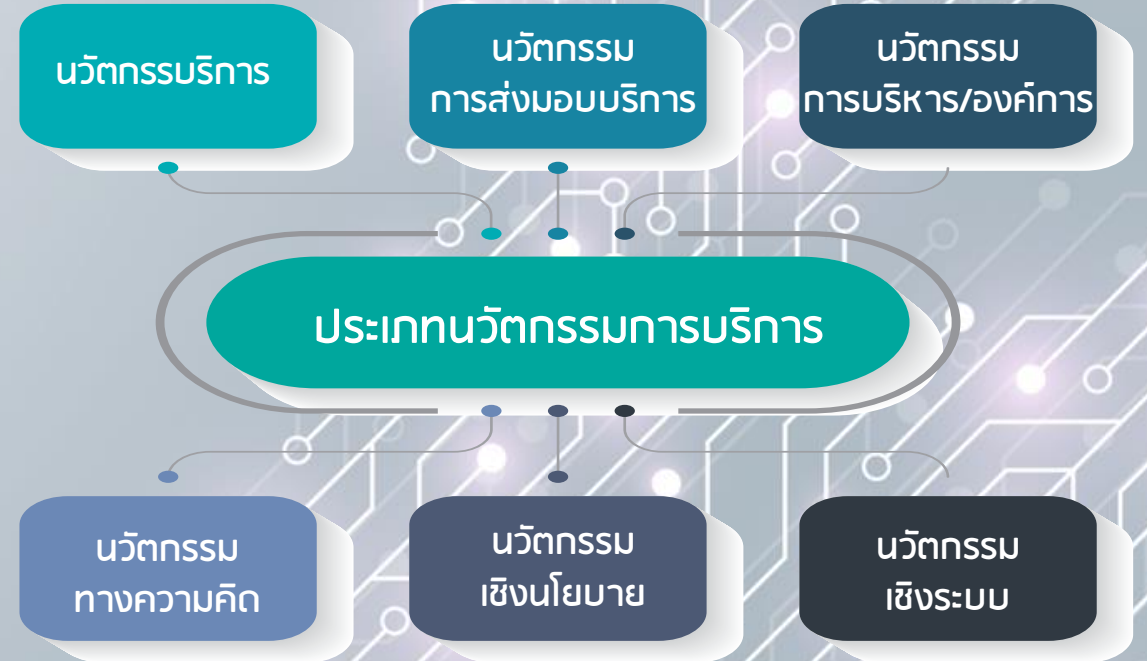 นวัตกรรบริการ
นวัตกรรม
การส่งมอบบริการ
นวัตกรรม
การบริหาร/องค์การ
ประเภทนวัตกรรมการบริการ
นวัตกรรม
ทางความคิด
นวัตกรรม
เชิงนโยบาย
นวัตกรรม
เชิงระบบ